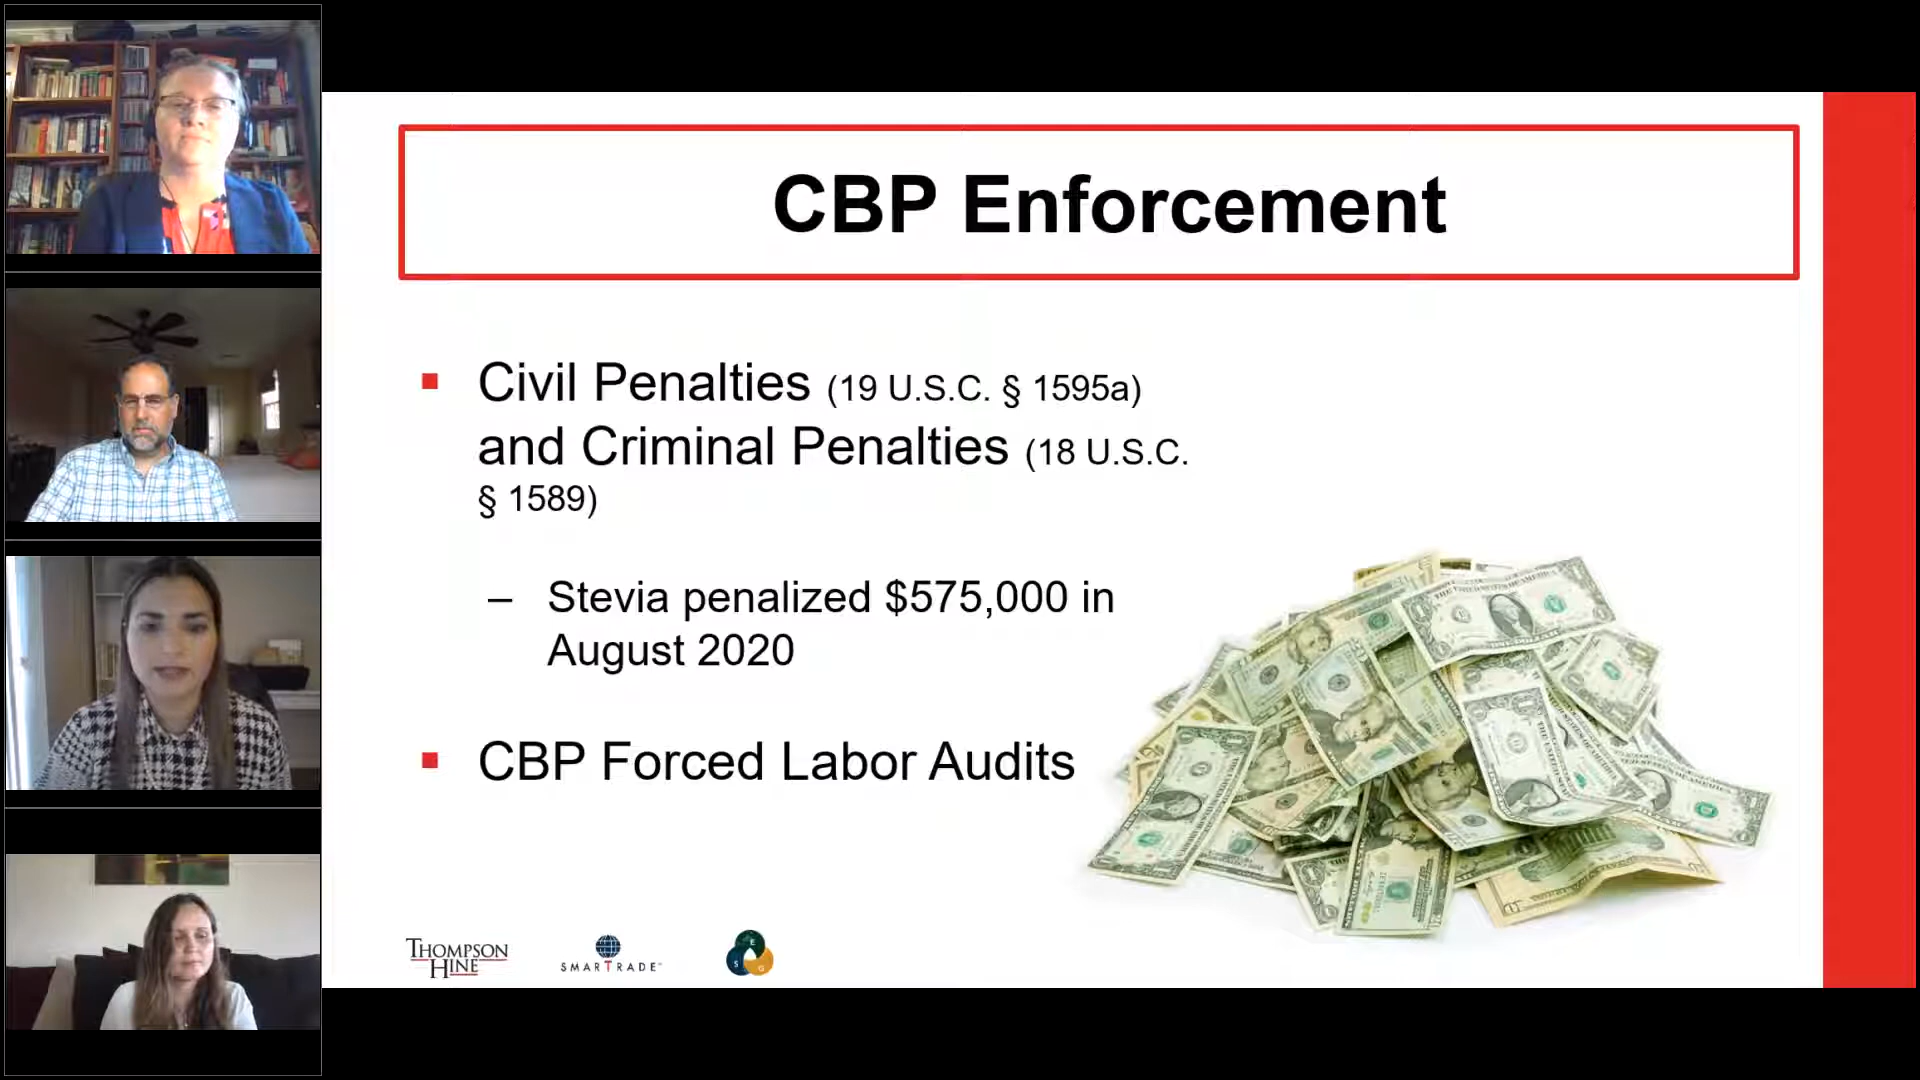 CBP Enforcement
Civil Penalties (19 U.S.C. § 1595a)
and Criminal Penalties (18 U.S.C.
§ 1589)
– Stevia penalized $575,000 in
August 2020
CBP Forced Labor Audits
THOMPSON
HINE
SMARTRADE
E
S G